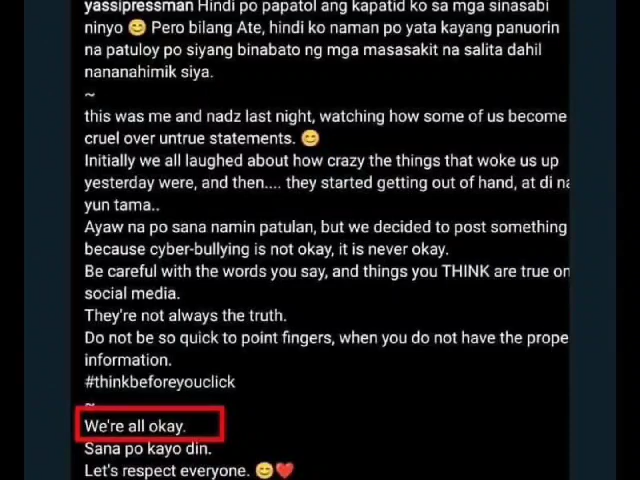 yassipressman Hindi po papatol ang kapatid ko sa mga sinasabi
ninyo 😊 Pero bilang Ate, hindi ko naman po yata kayang panuorin
na patuloy po siyang binabato ng mga masasakit na salita dahil
nananahimik siya.
~
this was me and nadz last night, watching how some of us become
cruel over untrue statements. 😊
Initially we all laughed about how crazy the things that woke us up
yesterday were, and then.... they started getting out of hand, at di na
yun tama..
Ayaw na po sana namin patulan, but we decided to post something
because cyber-bullying is not okay, it is never okay.
Be careful with the words you say, and things you THINK are true on
social media.
They're not always the truth.
Do not be so quick to point fingers, when you do not have the prope
information.
#thinkbeforeyouclick
~
We're all okay.
Sana po kayo din.
Let's respect everyone. 😊❤️